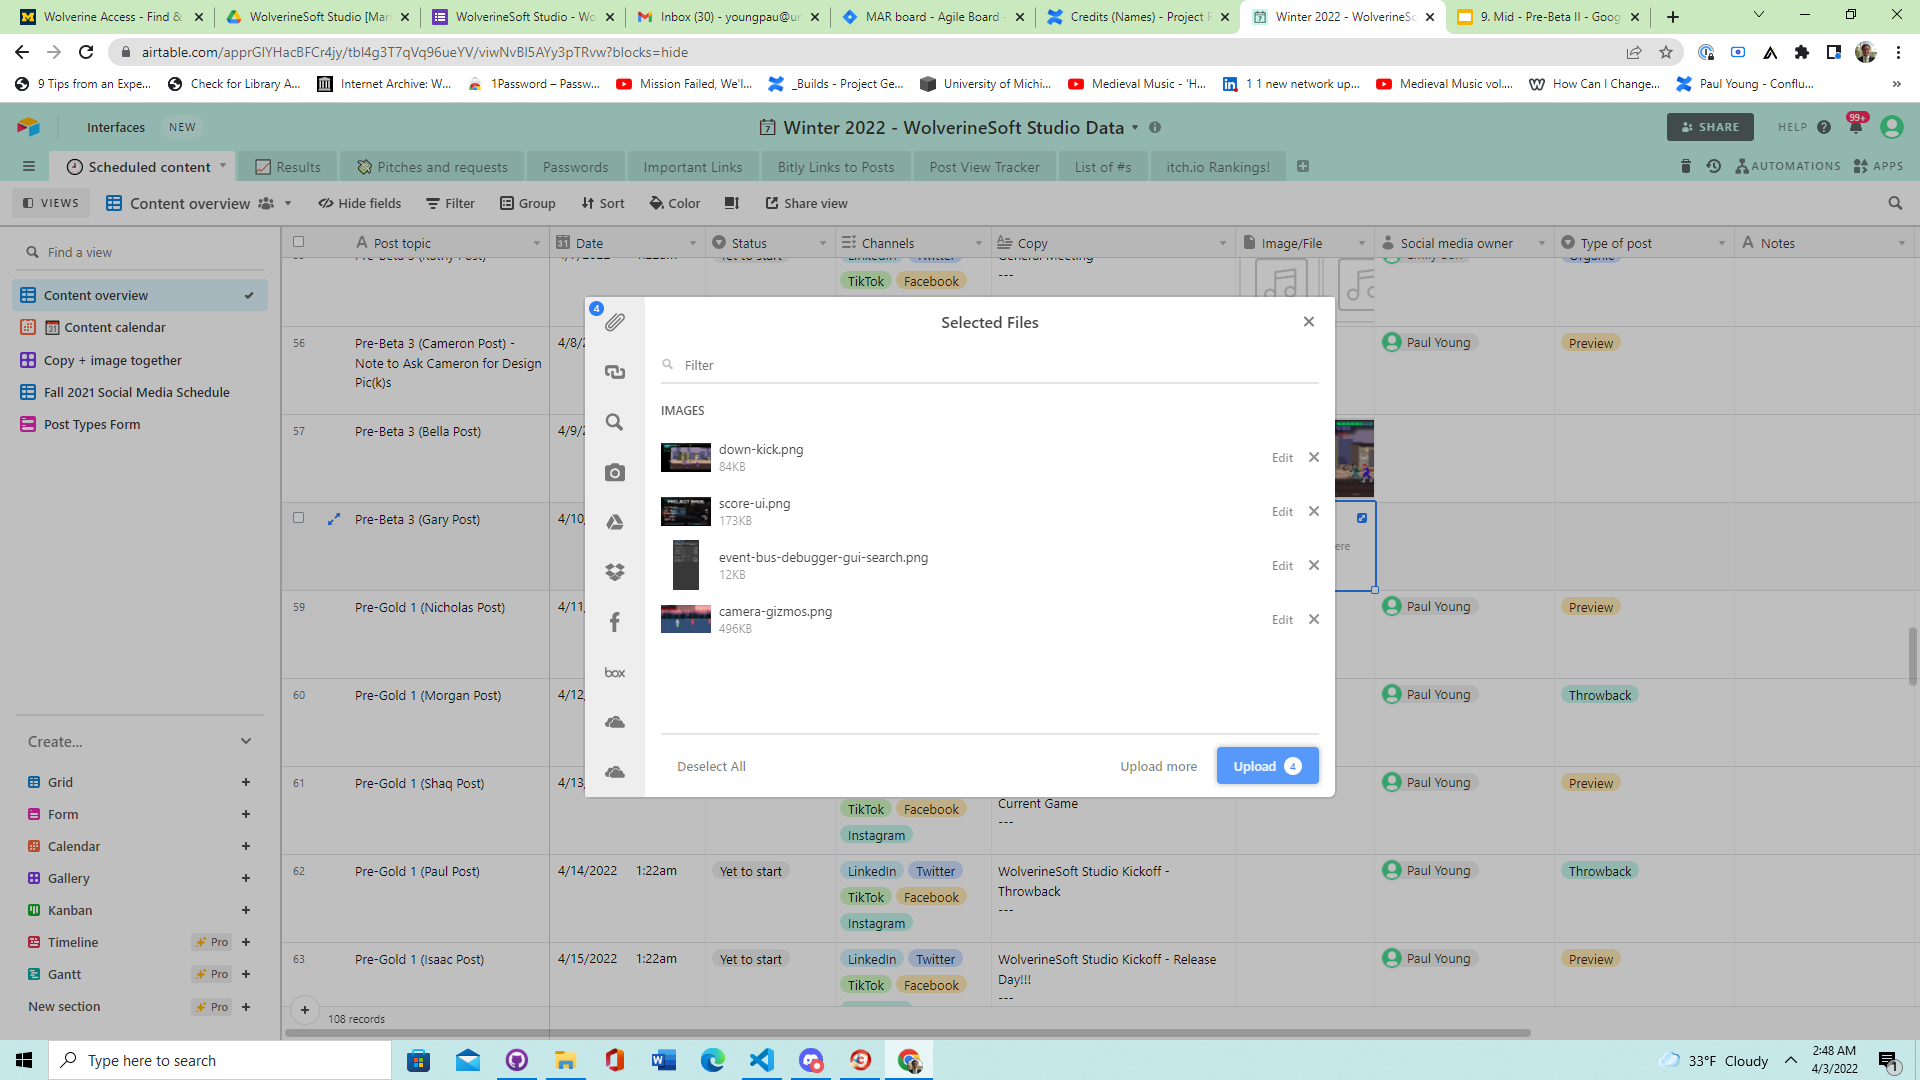 Wolverine Access - Find &
WolverineSoft Studio [Mar
WolverineSoft Studio - Wo
Inbox (30) - youngpau@un
MAR board - Agile Board
Credits (Names) - Project P
Winter 2022 - WolverineSo
9. Mid - Pre-Beta II - Goog
airtable.com/apprGlYHacBFCr4jy/tbl4g3T7qVq96ueYV/viwNvBI5AYy3pTRvw?blocks=hide
9 Tips from an Expe...
Check for Library A...
Internet Archive: W...
1Password – Passw...
Mission Failed, We'l...
_Builds - Project Ge...
University of Michi...
Medieval Music - 'H...
1 1 new network up...
Medieval Music vol....
How Can I Change...
Paul Young - Conflu...
»
Interfaces NEW
Winter 2022 - WolverineSoft Studio Data
SHARE HELP 99+
Scheduled content
Results
Pitches and requests
Passwords
Important Links
Bitly Links to Posts
Post View Tracker
List of #s
itch.io Rankings!
AUTOMATIONS APPS
VIEWS
Content overview
Hide fields
Filter
Group
Sort
Color
Share view
Find a view
Content overview
Content calendar
Copy + image together
Fall 2021 Social Media Schedule
Post Types Form
Create...
Grid
Form
Calendar
Gallery
Kanban
Timeline Pro
Gantt Pro
New section Pro
Post topic Date Status Channels Copy Image/File Social media owner Type of post Notes
TikTok Facebook
---
56 Pre-Beta 3 (Cameron Post) -
Note to Ask Cameron for Design
Pic(k)s
4/8/2
Paul Young Preview
57 Pre-Beta 3 (Bella Post) 4/9/2
Pre-Beta 3 (Gary Post) 4/10,
ere
59 Pre-Gold 1 (Nicholas Post) 4/11, Paul Young Preview
60 Pre-Gold 1 (Morgan Post) 4/12, Paul Young Throwback
61 Pre-Gold 1 (Shaq Post) 4/13, Paul Young Preview
Current Game
TikTok Facebook
---
Instagram
62 Pre-Gold 1 (Paul Post) 4/14/2022 1:22am Yet to start LinkedIn Twitter WolverineSoft Studio Kickoff - Paul Young Throwback
Throwback
TikTok Facebook
---
Instagram
63 Pre-Gold 1 (Isaac Post) 4/15/2022 1:22am Yet to start LinkedIn Twitter WolverineSoft Studio Kickoff - Release Paul Young Preview
Day!!!
TikTok Facebook
---
108 records
4
Selected Files
Filter
IMAGES
down-kick.png
84KB
Edit
score-ui.png
173KB
Edit
event-bus-debugger-gui-search.png
12KB
Edit
camera-gizmos.png
496KB
Edit
box
Deselect All Upload more Upload 4
Type here to search
33°F Cloudy
2:48 AM
4/3/2022
1